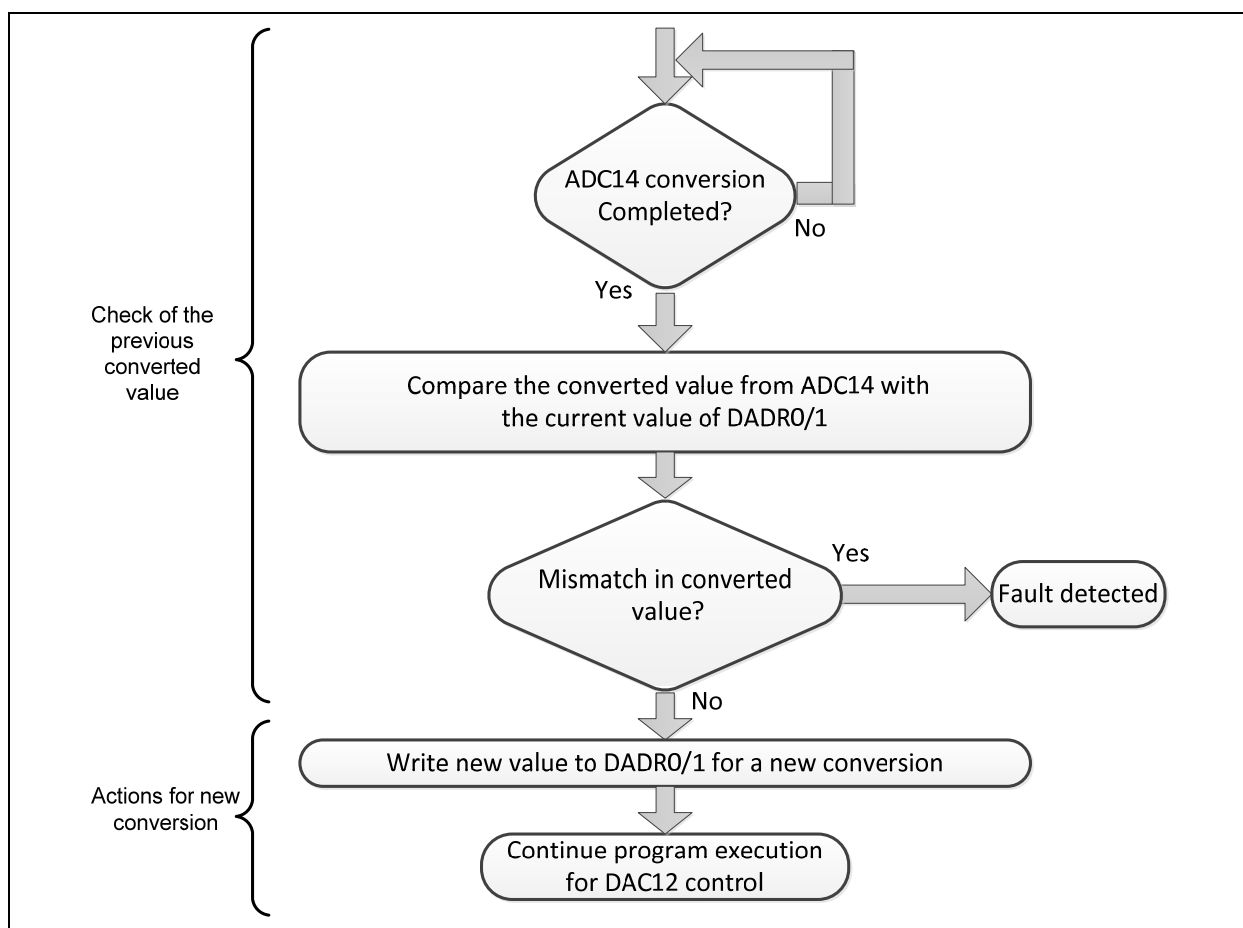 ADC14 conversion
Completed?
No
Yes
Check of the
previous
converted
value
Compare the converted value from ADC14 with
the current value of DADR0/1
Mismatch in converted
value?
Yes
Fault detected
No
Write new value to DADR0/1 for a new conversion
Actions for new
conversion
Continue program execution
for DAC12 control